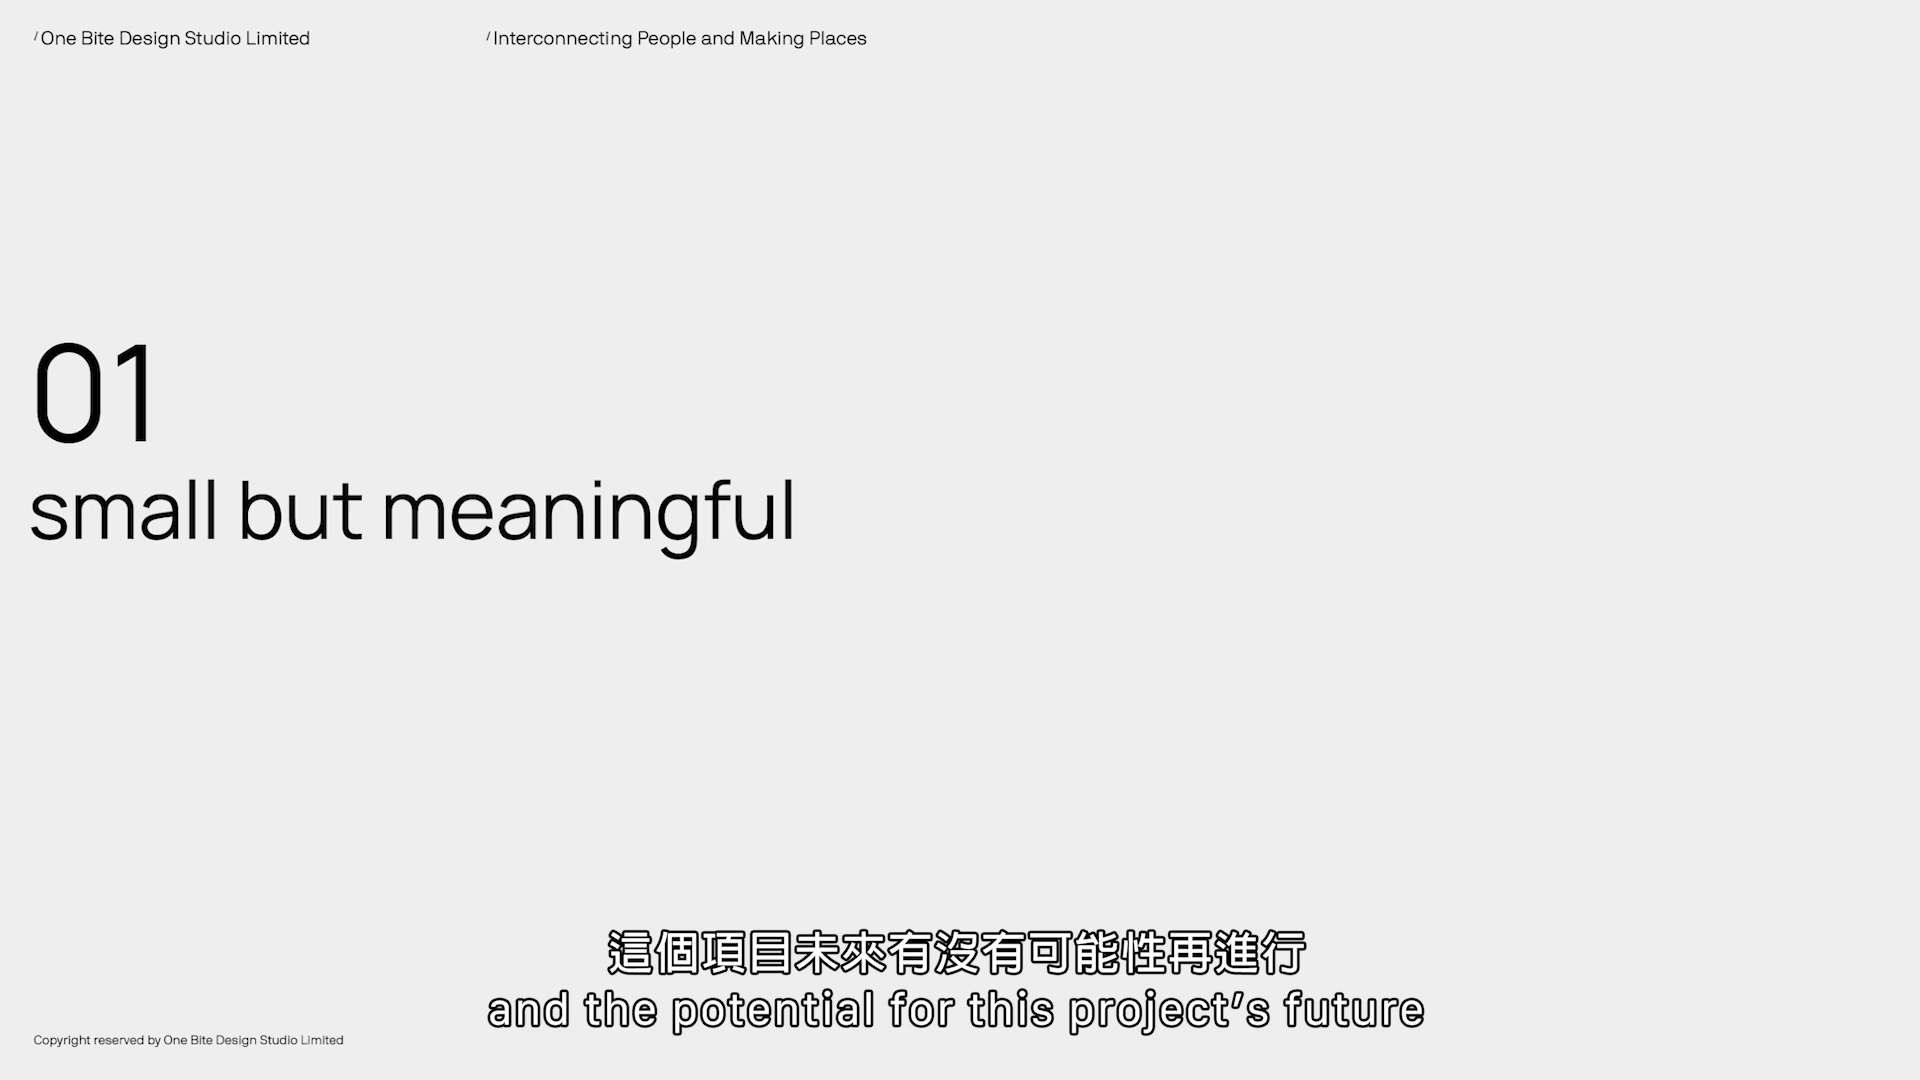 /One Bite Design Studio Limited
/Interconnecting People and Making Places
01
small but meaningful
這個項目未來有沒有可能性再進行
and the potential for this project's future
Copyright reserved by One Bite Design Studio Limited